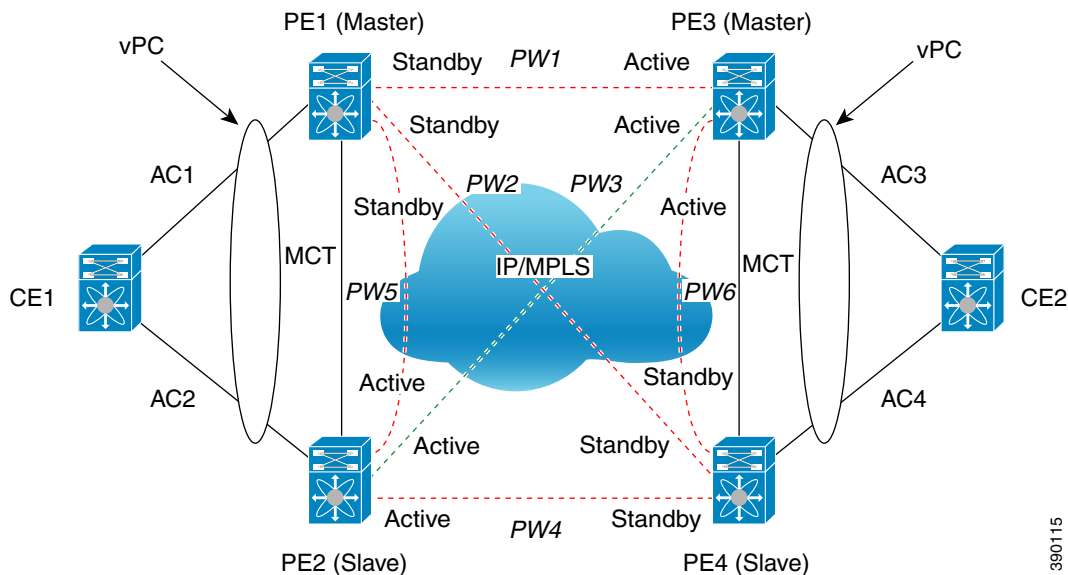 PE1 (Master)
PE3 (Master)
vPC
vPC
Standby
PW1
Active
Standby
Active
AC1
AC3
PW2
PW3
Standby
Active
MCT
IP/MPLS
MCT
CE1
PW5
PW6
CE2
Active
Standby
AC2
AC4
Active
Standby
Active
PW4
Standby
PE2 (Slave)
PE4 (Slave)
390115